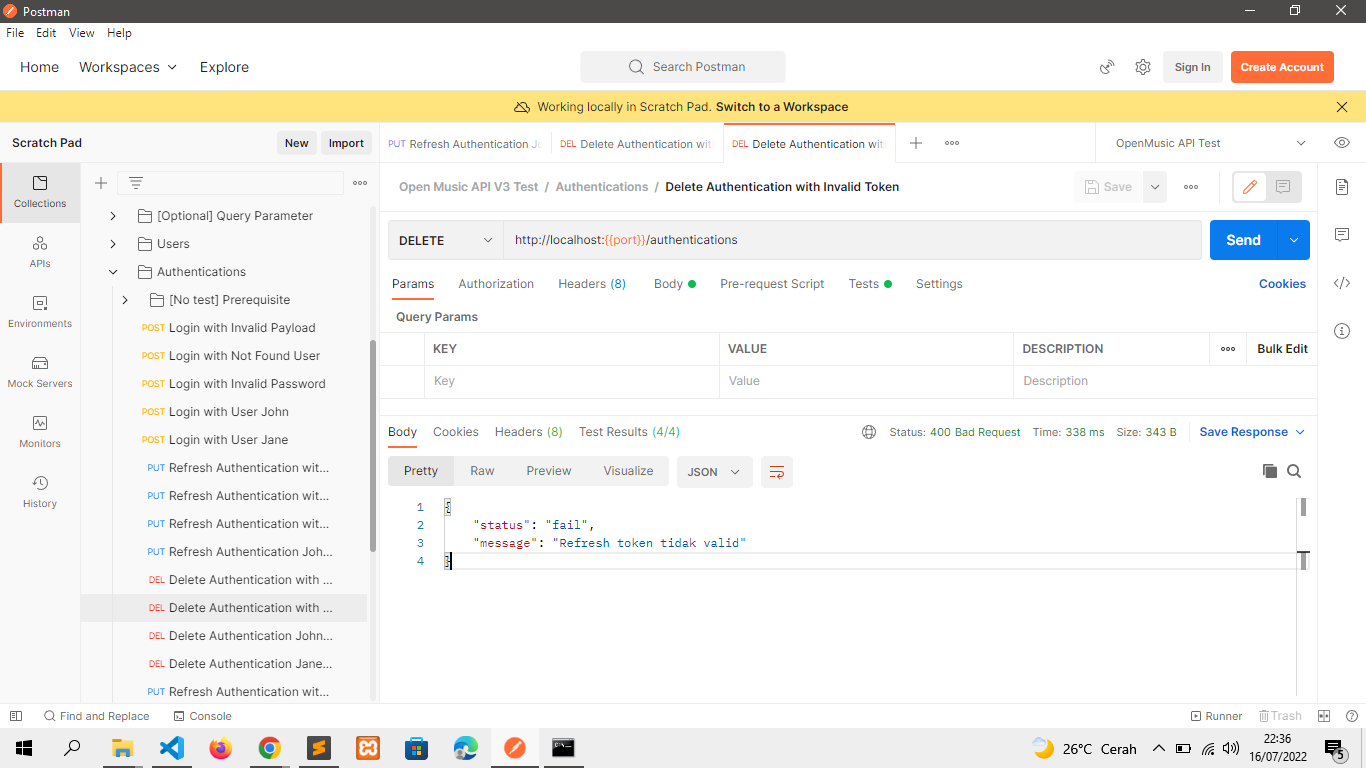 Postman
File Edit View Help
Home Workspaces Explore
Search Postman
Sign In
Create Account
Working locally in Scratch Pad. Switch to a Workspace
Scratch Pad
New Import
PUT Refresh Authentication Jo
DEL Delete Authentication wit
DEL Delete Authentication wit
OpenMusic API Test
Collections
APIs
Environments
Mock Servers
Monitors
History
[Optional] Query Parameter
Users
Authentications
[No test] Prerequisite
POST Login with Invalid Payload
POST Login with Not Found User
POST Login with Invalid Password
POST Login with User John
POST Login with User Jane
PUT Refresh Authentication wit...
PUT Refresh Authentication wit...
PUT Refresh Authentication wit...
PUT Refresh Authentication Joh...
DEL Delete Authentication with ...
DEL Delete Authentication with ...
DEL Delete Authentication John...
DEL Delete Authentication Jane...
PUT Refresh Authentication wit...
Open Music API V3 Test / Authentications / Delete Authentication with Invalid Token
Save
DELETE http://localhost:{{port}}/authentications
Send
Params Authorization Headers (8) Body Pre-request Script Tests Settings Cookies
Query Params
KEY VALUE DESCRIPTION Bulk Edit
Key Value Description
Body Cookies Headers (8) Test Results (4/4) Status: 400 Bad Request Time: 338 ms Size: 343 B Save Response
Pretty Raw Preview Visualize JSON
1 {
2 "status": "fail",
3 "message": "Refresh token tidak valid"
4 }
Find and Replace Console Runner Trash
26°C Cerah
22:36
16/07/2022
5